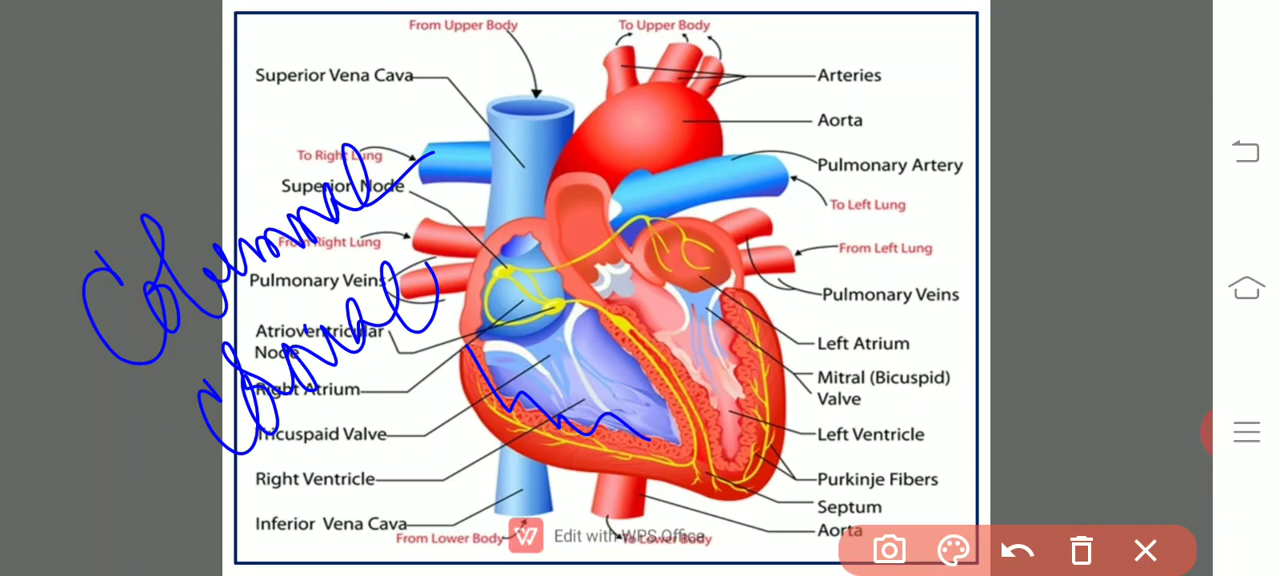 From Upper Body
To Upper Body
Superior Vena Cava
Arteries
Aorta
To Right Lung
Pulmonary Artery
Superior Node
To Left Lung
From Right Lung
From Left Lung
Pulmonary Veins
Pulmonary Veins
Atrioventricular
Node
Left Atrium
Right Atrium
Mitral (Bicuspid)
Valve
Tricuspaid Valve
Left Ventricle
Right Ventricle
Purkinje Fibers
Septum
Inferior Vena Cava
Aorta
From Lower Body
To Lower Body
Edit with WPS Office
Columnae